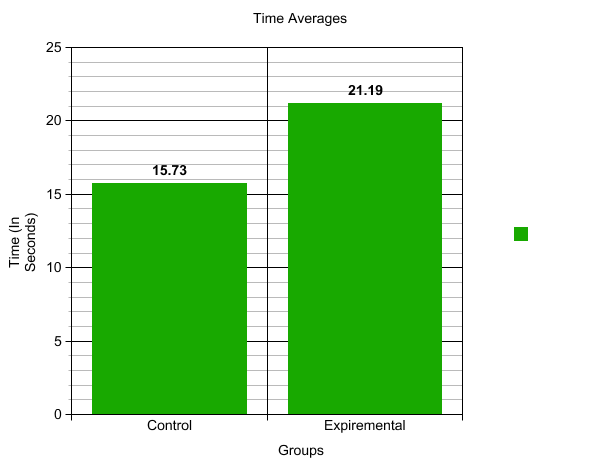 Time Averages
25
21.19
20
15.73
15
Time (In
Seconds)
10
5
0
Control
Expiremental
Groups